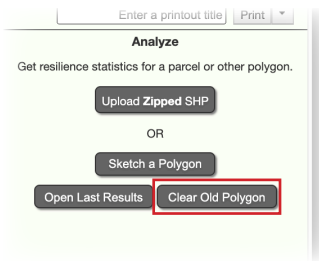 Enter a printout title Print
Analyze
Get resilience statistics for a parcel or other polygon.
Upload Zipped SHP
OR
Sketch a Polygon
Open Last Results Clear Old Polygon